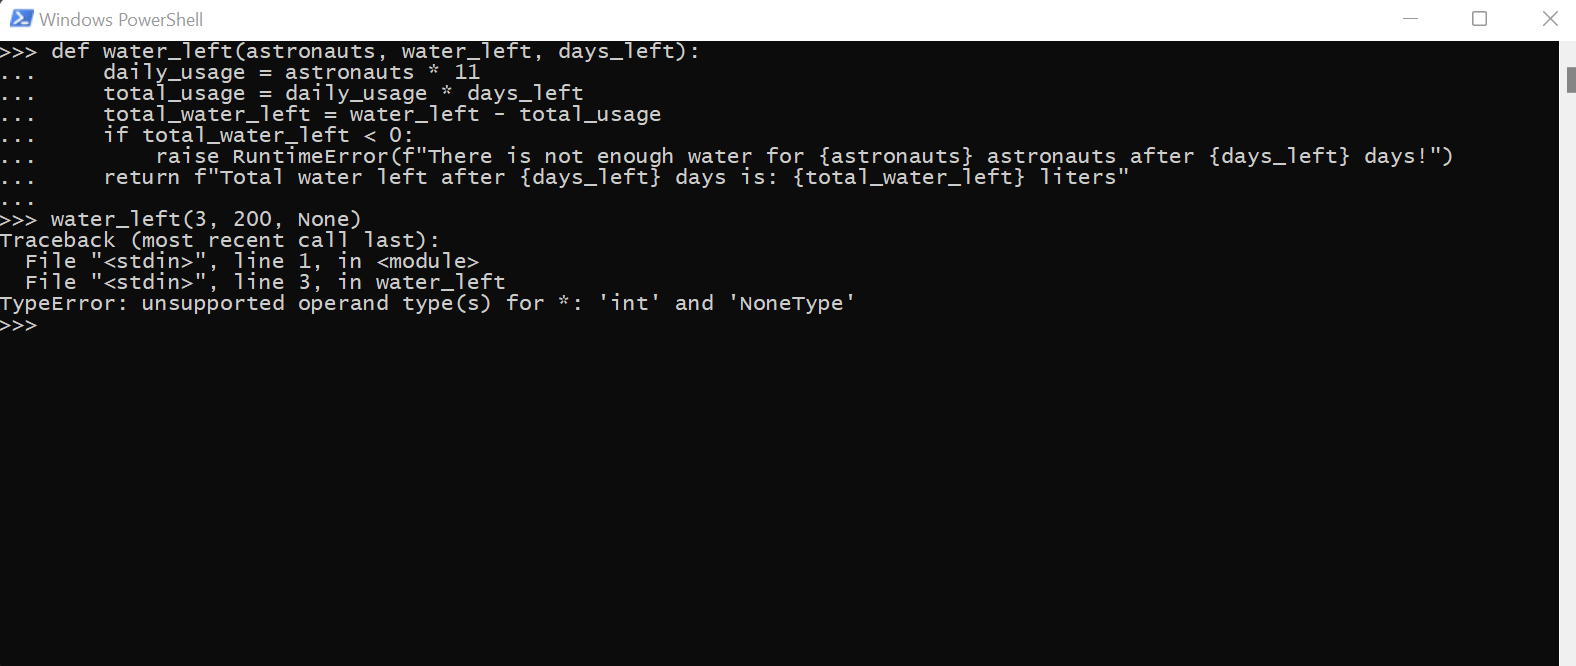 Windows PowerShell
>>> def water_left(astronauts, water_left, days_left):
...     daily_usage = astronauts * 11
...     total_usage = daily_usage * days_left
...     total_water_left = water_left - total_usage
...     if total_water_left < 0:
...         raise RuntimeError(f"There is not enough water for {astronauts} astronauts after {days_left} days!")
...     return f"Total water left after {days_left} days is: {total_water_left} liters"
...
>>> water_left(3, 200, None)
Traceback (most recent call last):
  File "<stdin>", line 1, in <module>
  File "<stdin>", line 3, in water_left
TypeError: unsupported operand type(s) for *: 'int' and 'NoneType'
>>>